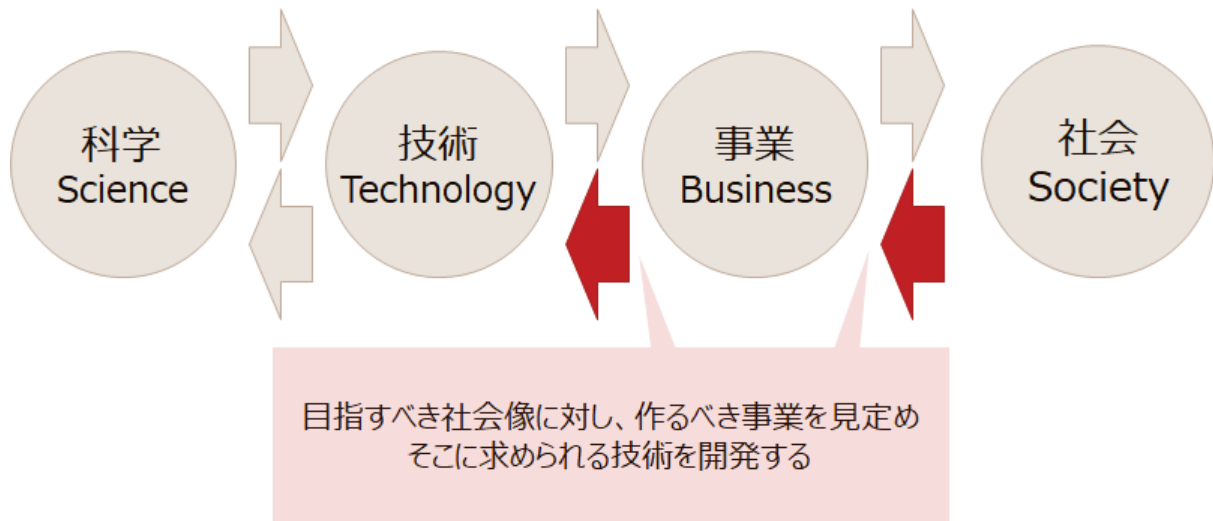 科学
Science
技術
Technology
事業
Business
社会
Society
目指すべき社会像に対し、作るべき事業を見定め
そこに求められる技術を開発する